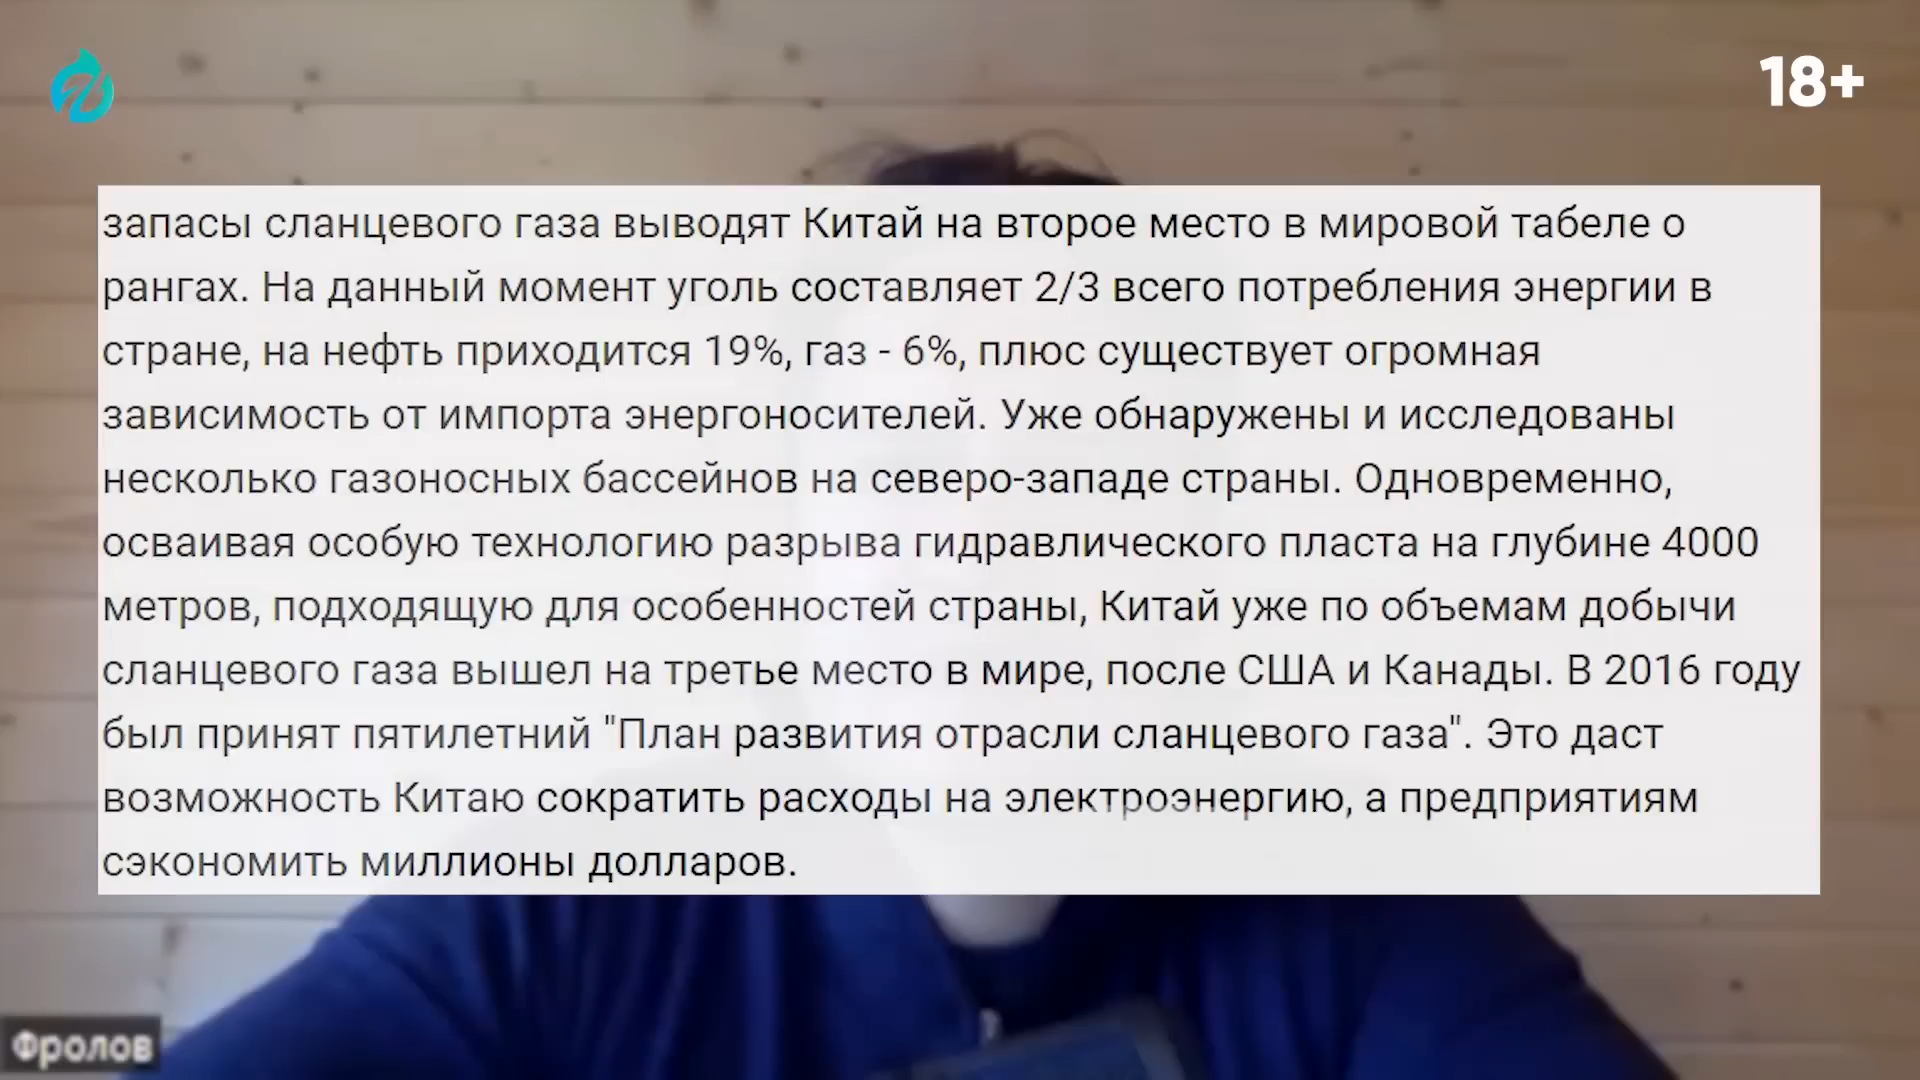 18+
запасы сланцевого газа выводят Китай на второе место в мировой табеле о
рангах. На данный момент уголь составляет 2/3 всего потребления энергии в
стране, на нефть приходится 19%, газ - 6%, плюс существует огромная
зависимость от импорта энергоносителей. Уже обнаружены и исследованы
несколько газоносных бассейнов на северо-западе страны. Одновременно,
осваивая особую технологию разрыва гидравлического пласта на глубине 4000
метров, подходящую для особенностей страны, Китай уже по объемам добычи
сланцевого газа вышел на третье место в мире, после США и Канады. В 2016 году
был принят пятилетний "План развития отрасли сланцевого газа". Это даст
возможность Китаю сократить расходы на электроэнергию, а предприятиям
сэкономить миллионы долларов.
Фролов